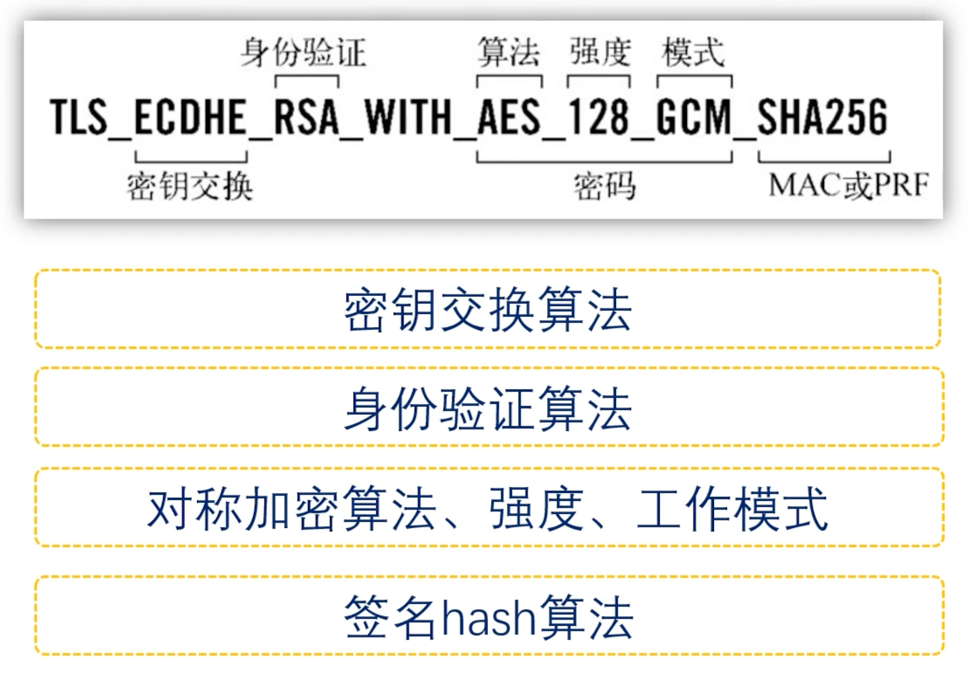 身份验证 算法 强度 模式
TLS_ECDHE_RSA_WITH_AES_128_GCM_SHA256
密钥交换 密码 MAC或PRF
密钥交换算法
身份验证算法
对称加密算法、强度、工作模式
签名hash算法